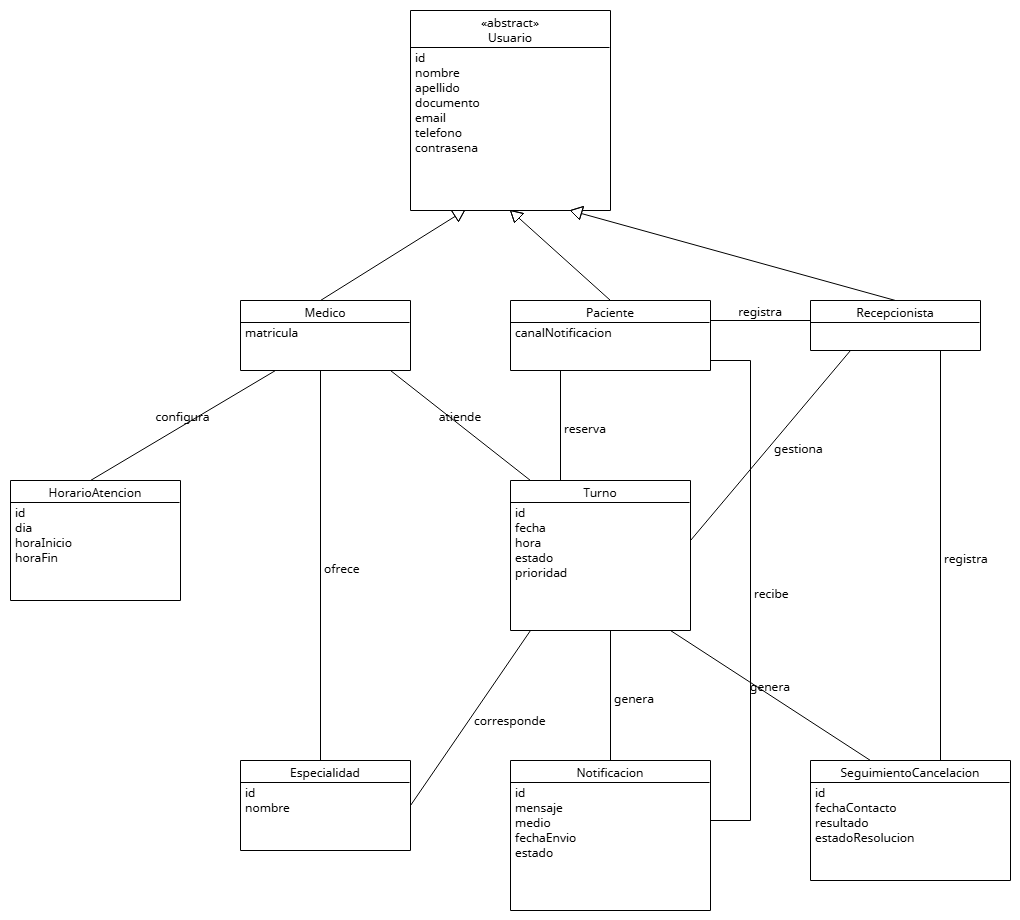 «abstract»
Usuario
id
nombre
apellido
documento
email
telefono
contrasena
Medico
matricula
Paciente
canalNotificacion
registra
Recepcionista
configura
atiende
reserva
gestiona
HorarioAtencion
id
dia
horaInicio
horaFin
Turno
id
fecha
hora
estado
prioridad
ofrece
registra
recibe
genera
genera
corresponde
Especialidad
id
nombre
Notificacion
id
mensaje
medio
fechaEnvio
estado
SeguimientoCancelacion
id
fechaContacto
resultado
estadoResolucion